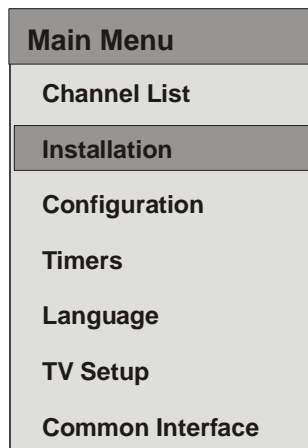 Main Menu
Channel List
Installation
Configuration
Timers
Language
TV Setup
Common Interface